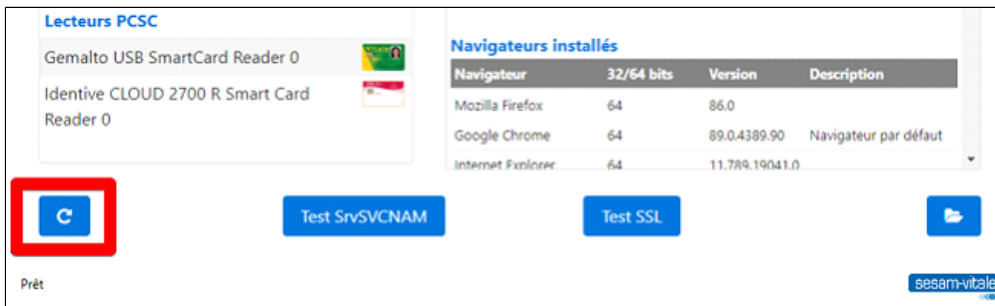 Lecteurs PCSC
Gemalto USB SmartCard Reader 0
Identive CLOUD 2700 R Smart Card
Reader 0
Navigateurs installés
Navigateur 32/64 bits Version Description
Mozilla Firefox 64 86.0
Google Chrome 64 89.0.4389.90 Navigateur par défaut
Internet Explorer 64 11.789.19041.0
Test SrvSVCNAM
Test SSL
Prêt
sesam-vitale